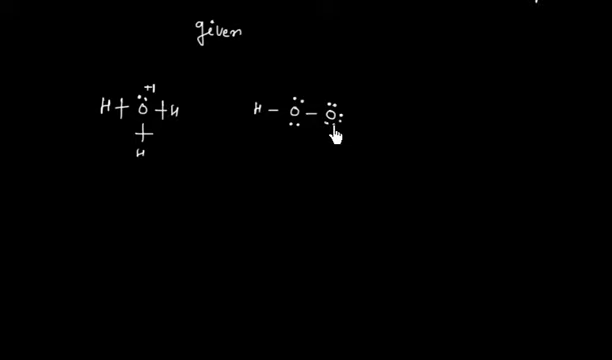 given
+1
H + O + H H - O - O
+
H